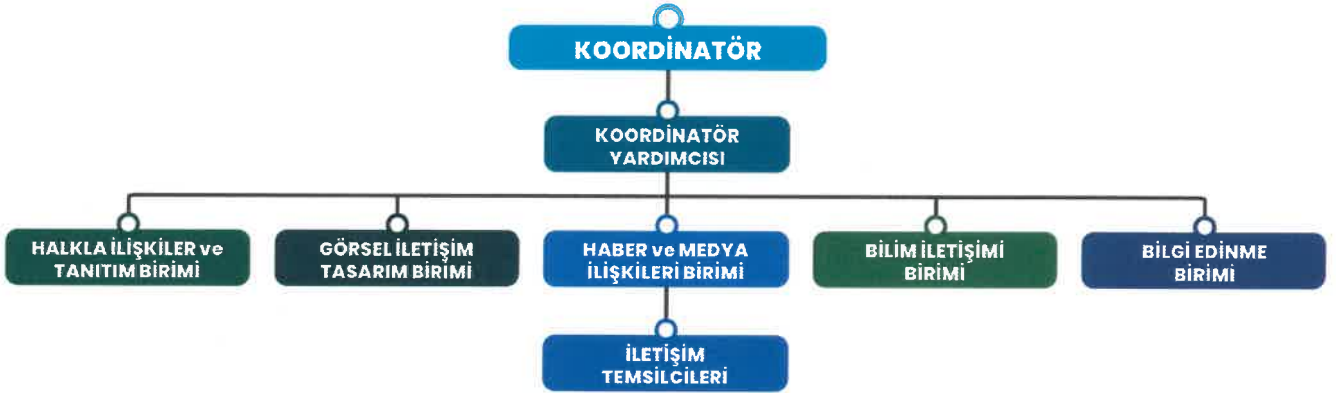 KOORDİNATÖR
KOORDİNATÖR
YARDIMCISI
HALKLA İLİŞKİLER ve
TANITIM BİRİMİ
GÖRSEL İLETİŞİM
TASARIM BİRİMİ
HABER ve MEDYA
İLİŞKİLERİ BİRİMİ
BİLİM İLETİŞİMİ
BİRİMİ
BİLGİ EDİNME
BİRİMİ
İLETİŞİM
TEMSİLCİLERİ